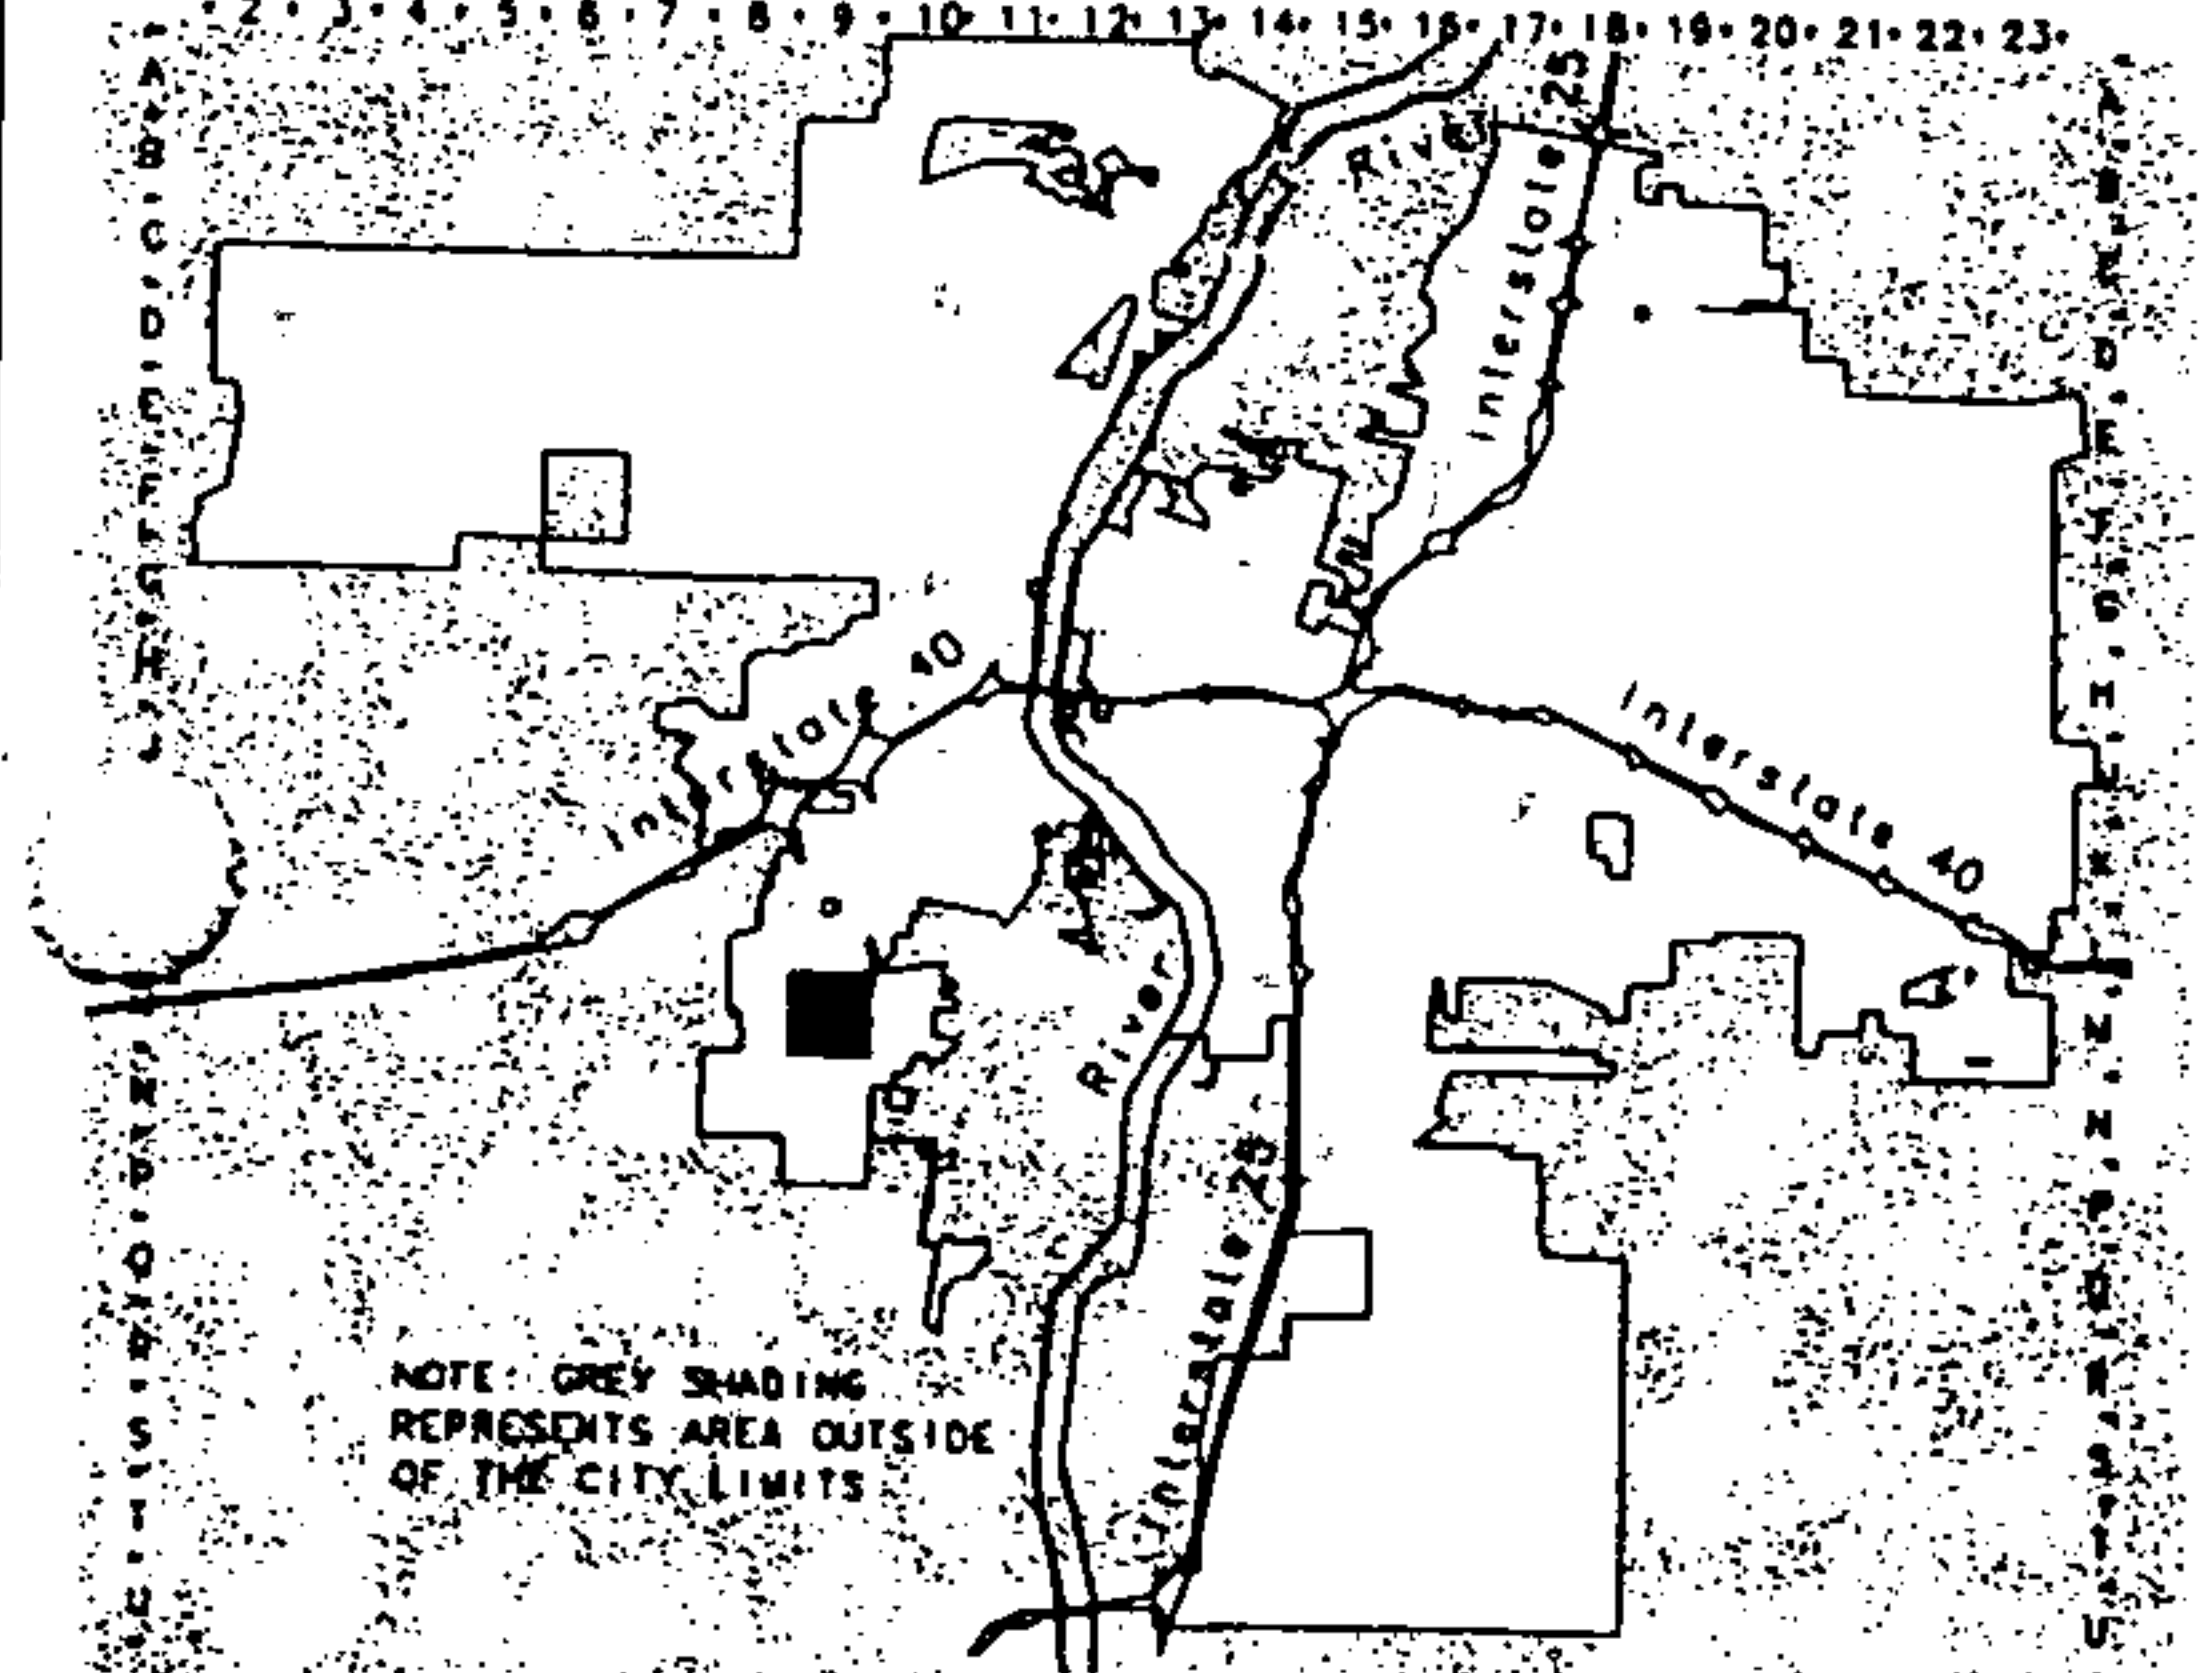 2 · 3 · 4 · 5 · 6 · 7 · 8 · 9 · 10 · 11 · 12 · 13 · 14 · 15 · 16 · 17 · 18 · 19 · 20 · 21 · 22 · 23 ·
River
Interstate 25
A
B
C
D
E
F
G
H
J
N
P
Q
R
S
T
U
A
B
D
E
F
G
H
J
K
M
N
P
Q
R
S
T
U
Interstate 40
Interstate 40
River
Interstate 25
NOTE: GREY SHADING
REPRESENTS AREA OUTSIDE
OF THE CITY LIMITS